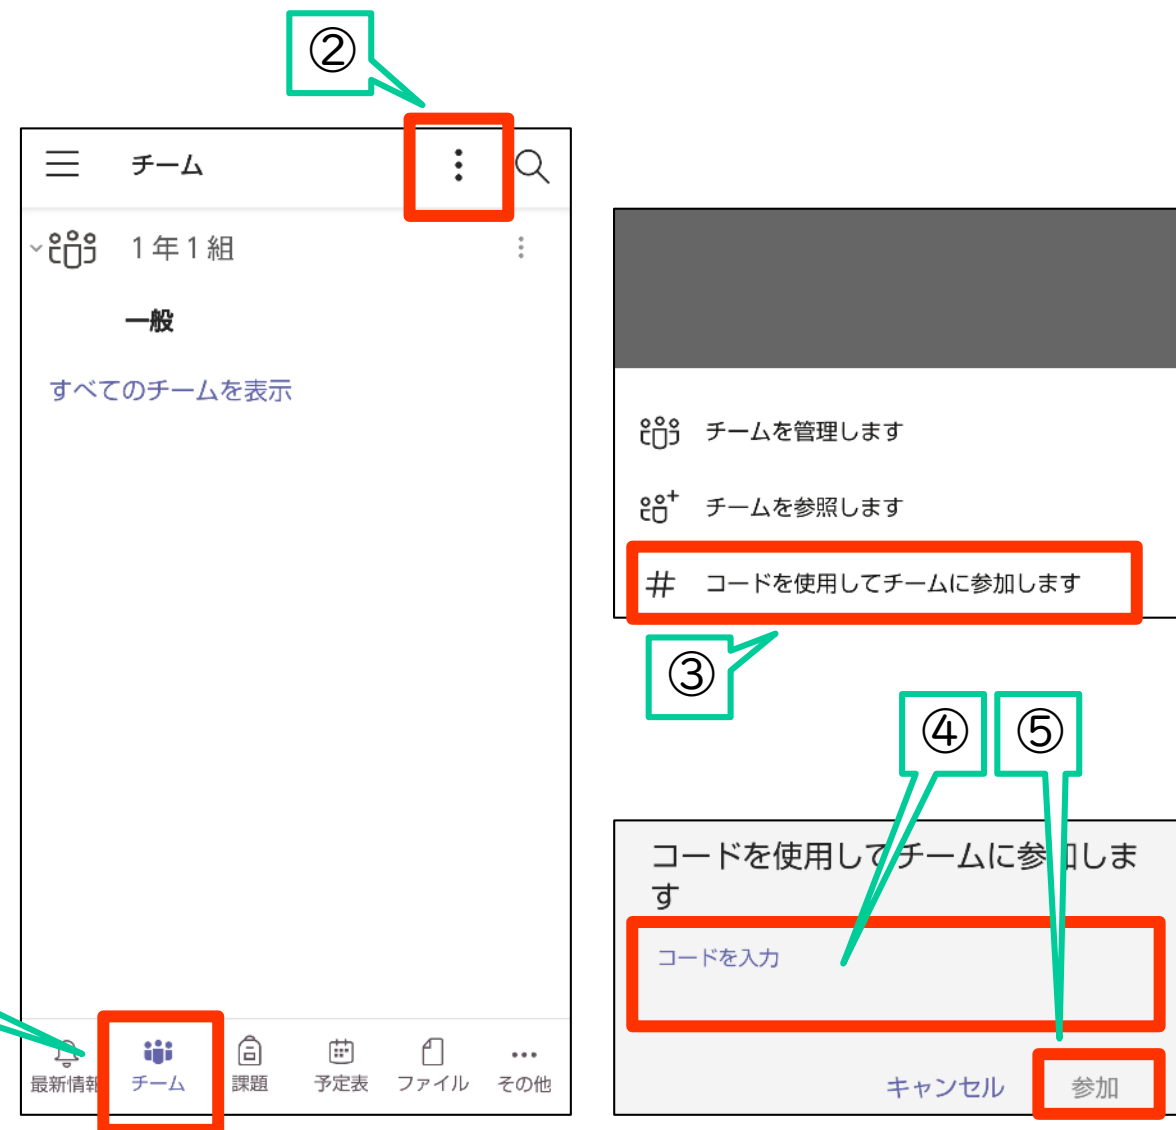 ②
チーム
1年1組
一般
すべてのチームを表示
最新情報
チーム
課題
予定表
ファイル
その他
チームを管理します
チームを参照します
# コードを使用してチームに参加します
③
④ ⑤
コードを使用してチームに参加しま
す
コードを入力
キャンセル 参加